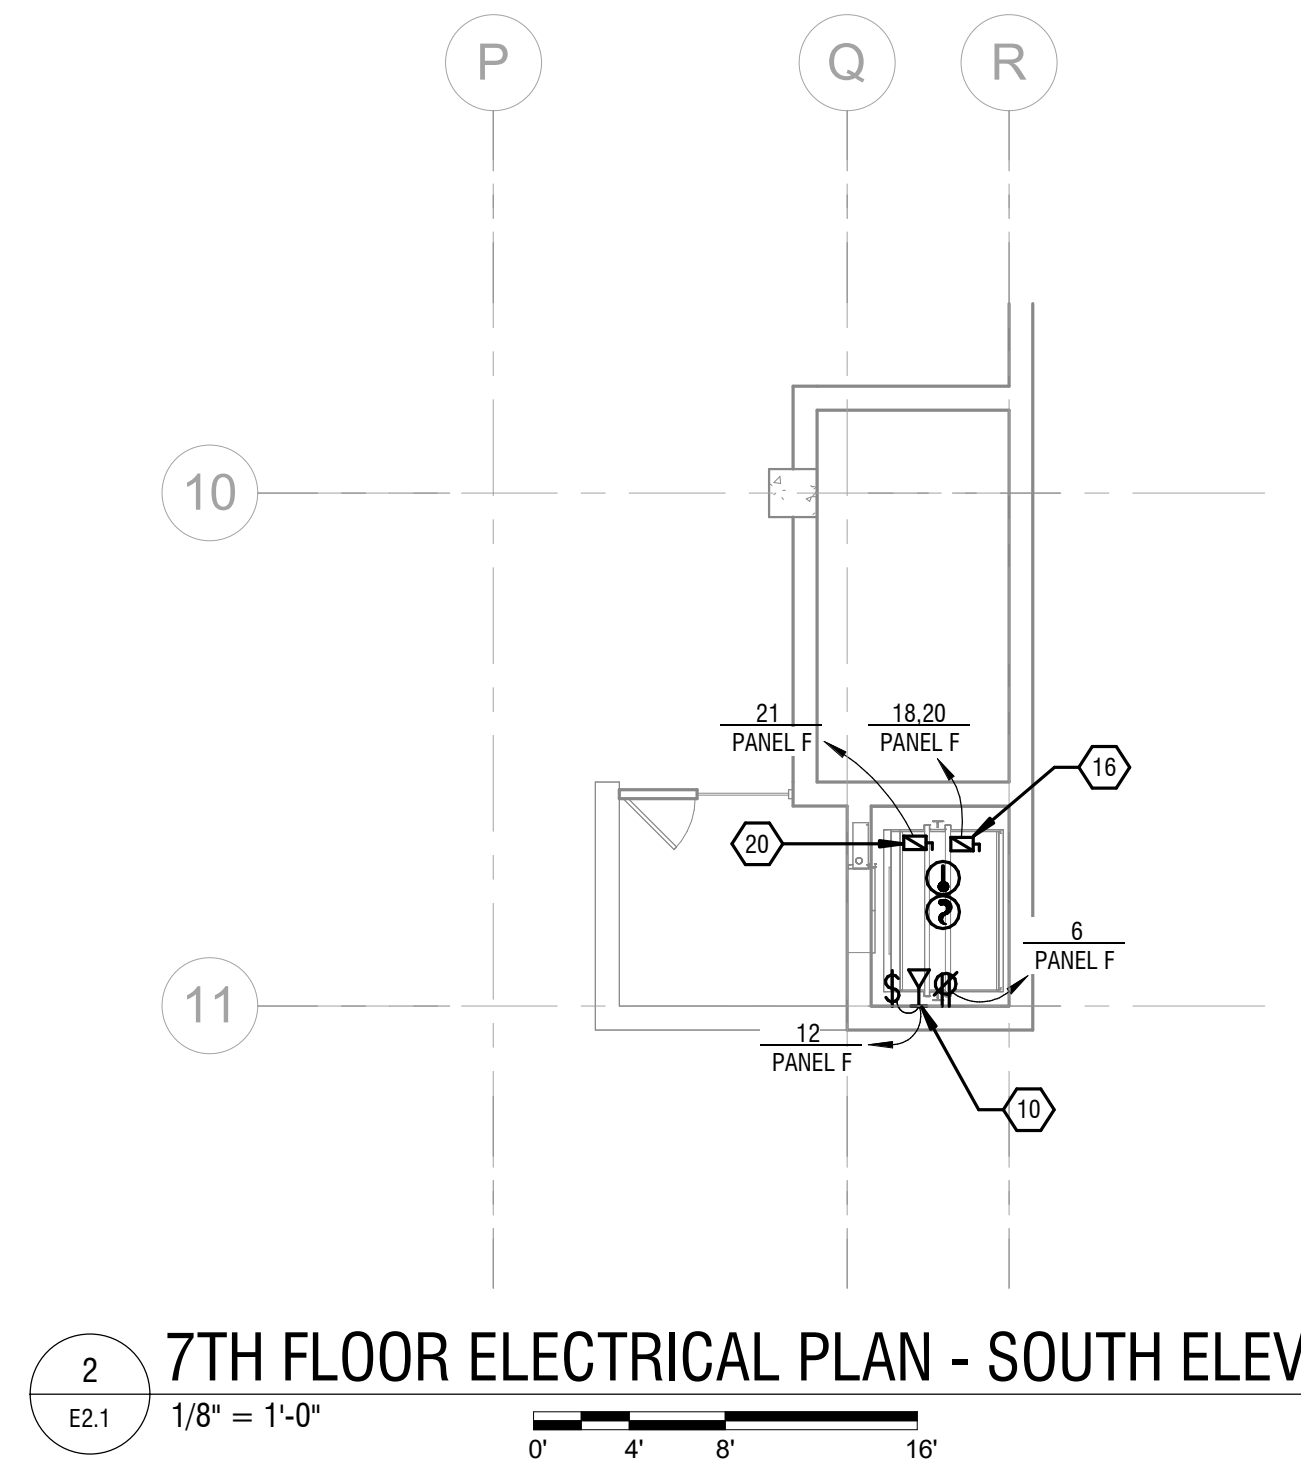 P
Q
R
10
21
PANEL F
18,20
PANEL F
16
20
6
PANEL F
$
11
12
PANEL F
10
2
E2.1
7TH FLOOR ELECTRICAL PLAN - SOUTH ELEV
1/8" = 1'-0"
0' 4' 8' 16'